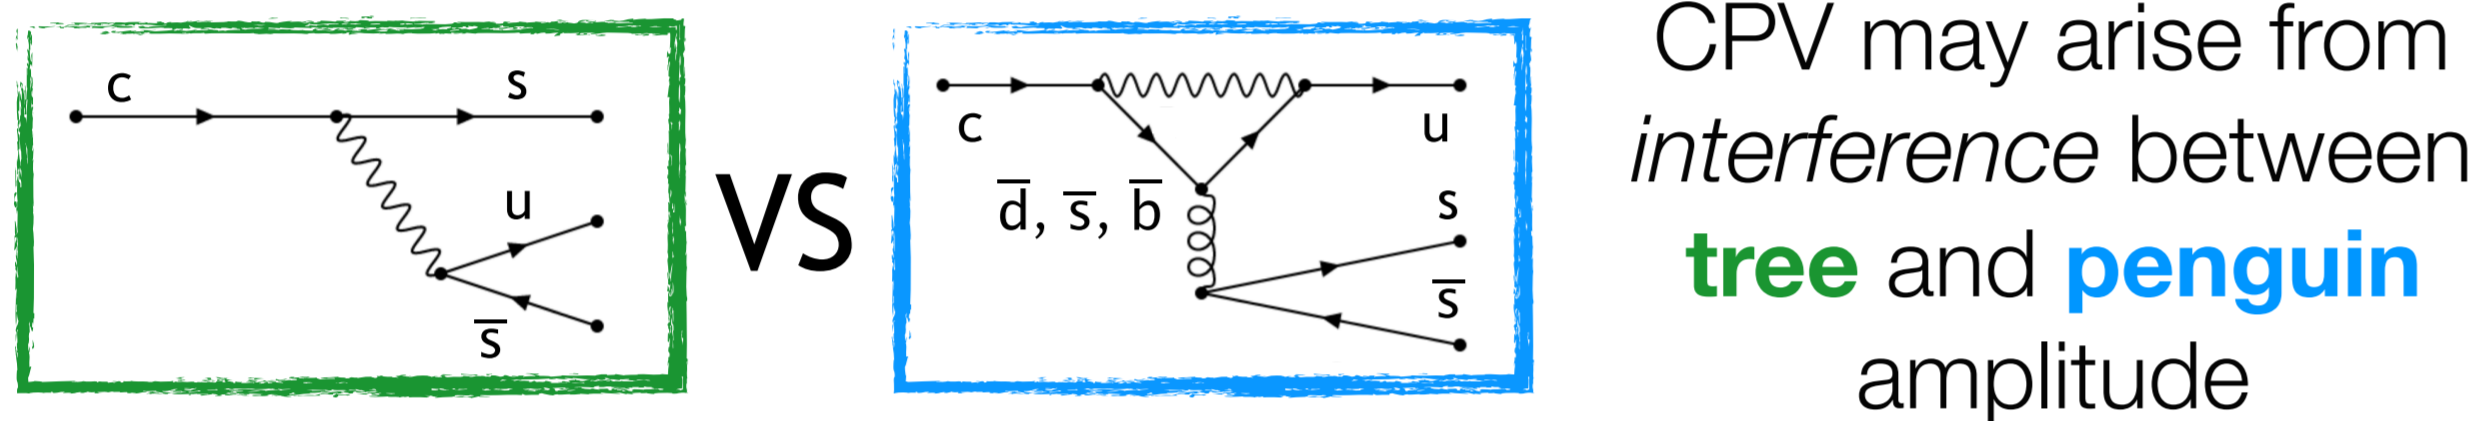 c
s
u
s̅
VS
c
u
d̅, s̅, b̅
s
s̅
CPV may arise from
interference between
tree and penguin
amplitude